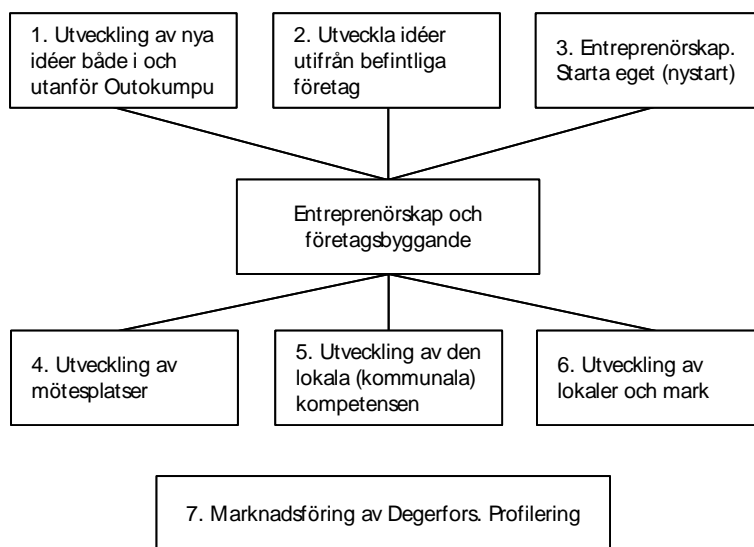 1. Utveckling av nya
idéer både i och
utanför Outokumpu
2. Utveckla idéer
utifrån befintliga
företag
3. Entreprenörskap.
Starta eget (nystart)
Entreprenörskap och
företagsbyggande
4. Utveckling av
mötesplatser
5. Utveckling av den
lokala (kommunala)
kompetensen
6. Utveckling av
lokaler och mark
7. Marknadsföring av Degerfors. Profilering